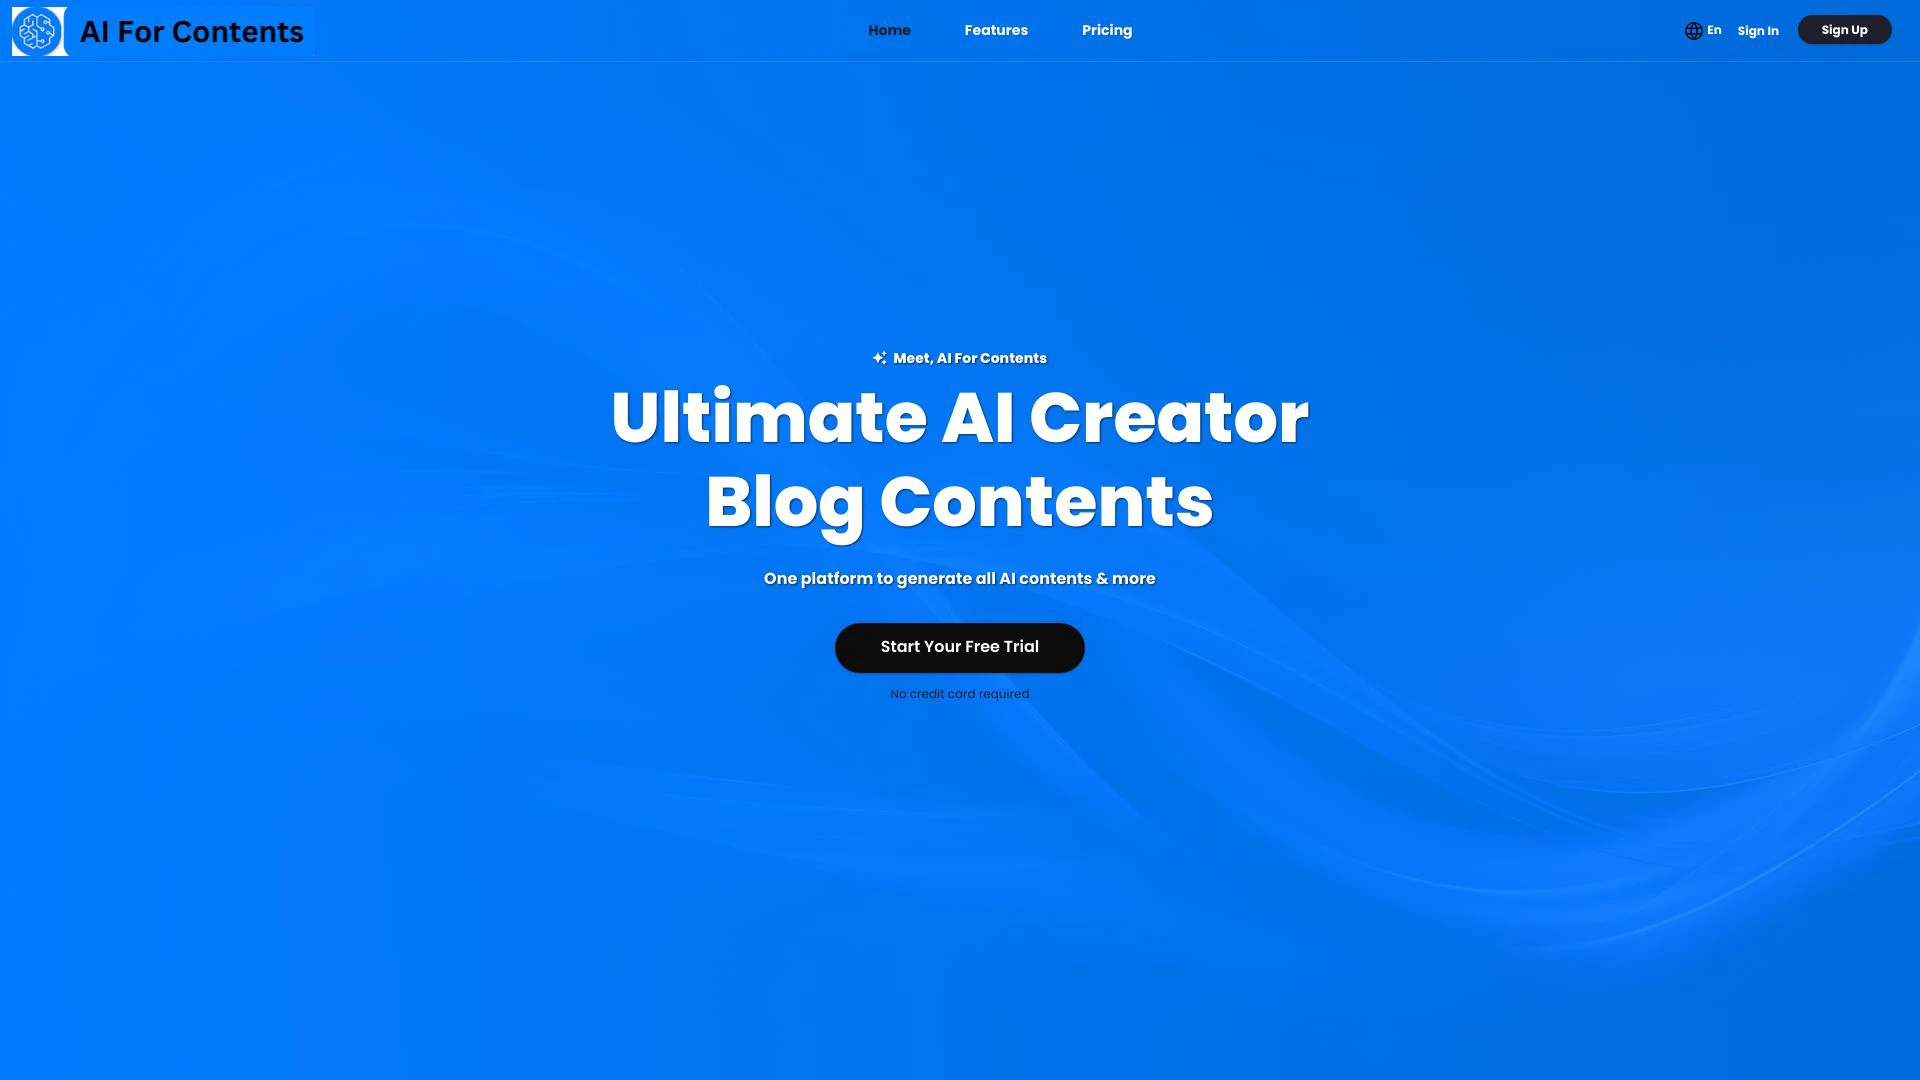 AI For Contents
Home
Features
Pricing
En
Sign In
Sign Up
Meet, AI For Contents
Ultimate AI Creator
Blog Contents
One platform to generate all AI contents & more
Start Your Free Trial
No credit card required